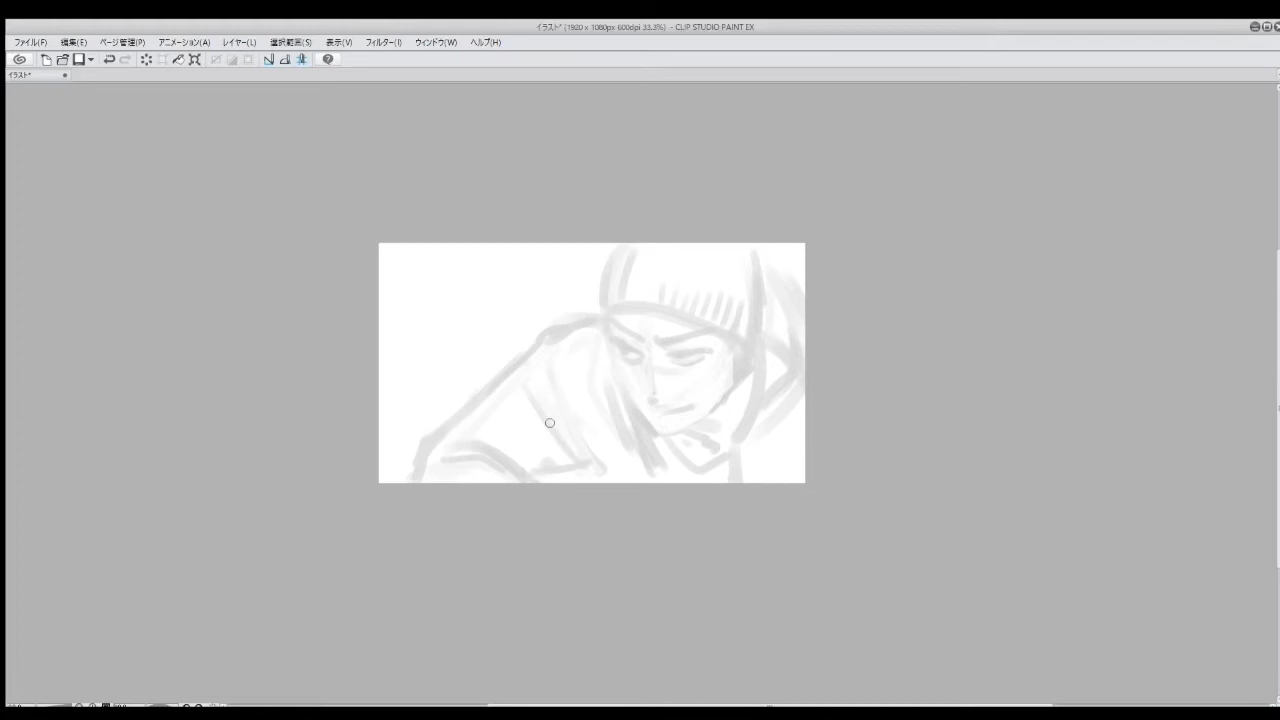 イラスト* (1920 x 1080px 600dpi 33.3%) - CLIP STUDIO PAINT EX
ファイル(F) 編集(E) ページ管理(P) アニメーション(A) レイヤー(L) 選択範囲(S) 表示(V) フィルター(I) ウィンドウ(W) ヘルプ(H)
イラスト*